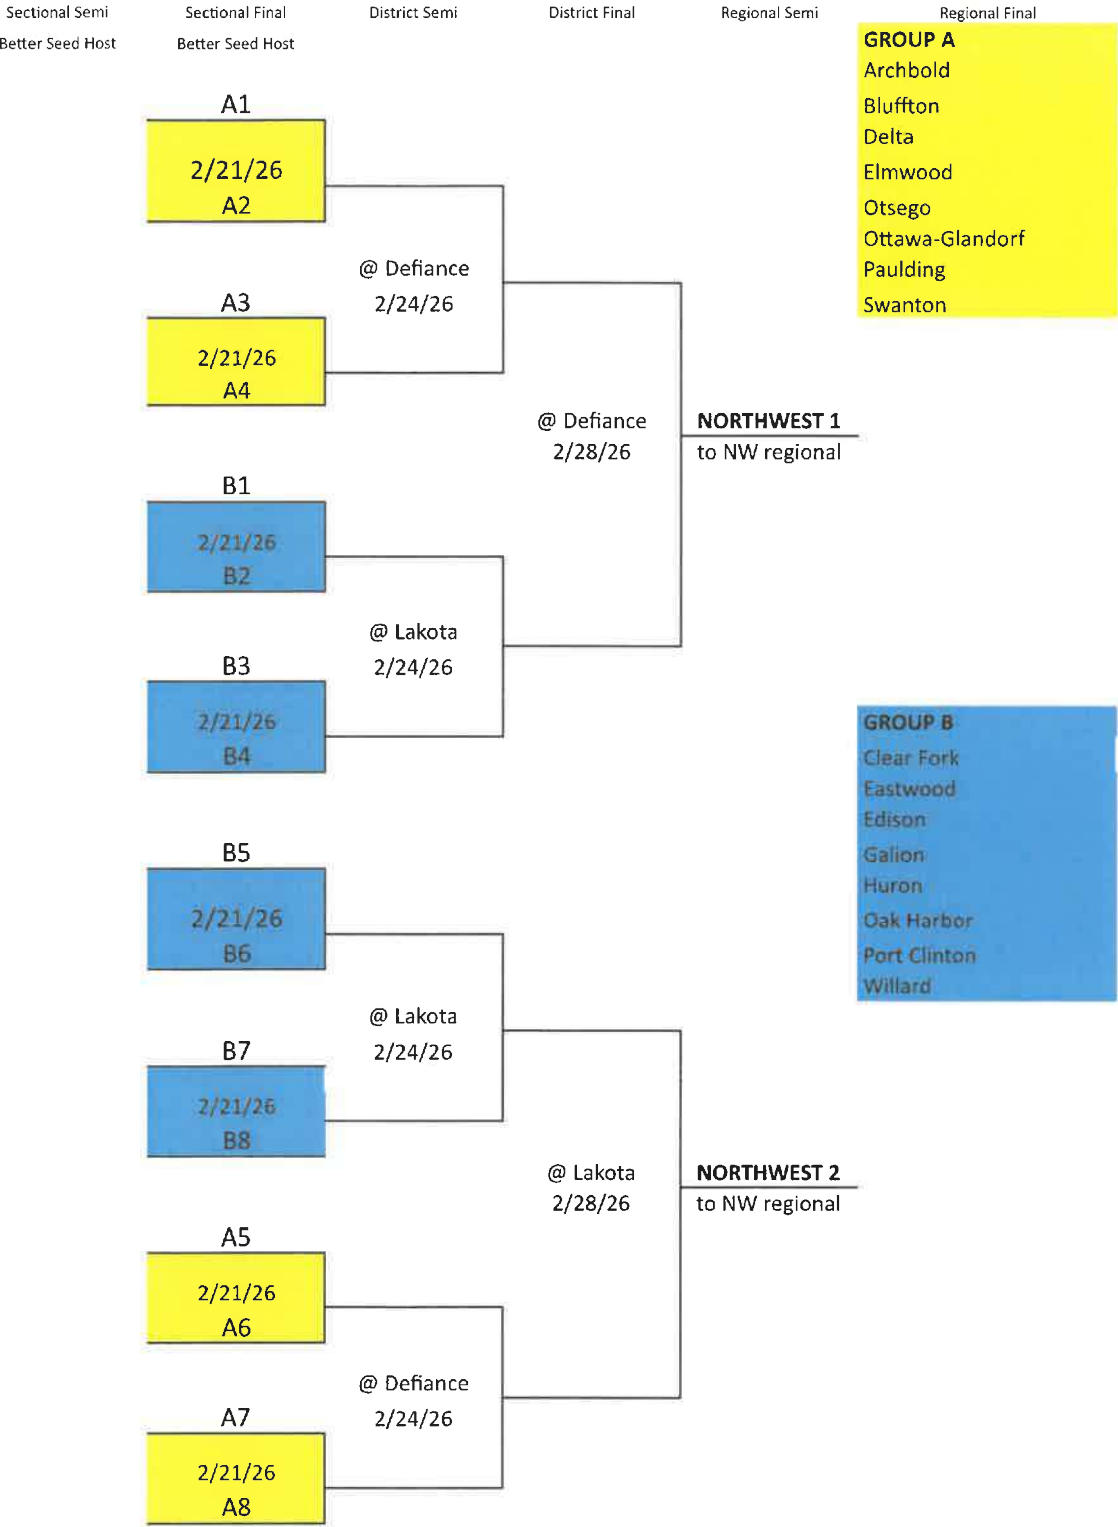 Sectional Semi
Sectional Final
District Semi
District Final
Regional Semi
Regional Final
Better Seed Host
Better Seed Host
GROUP A
Archbold
Bluffton
Delta
Elmwood
Otsego
Ottawa-Glandorf
Paulding
Swanton
A1
2/21/26
A2
@ Defiance
2/24/26
A3
2/21/26
A4
@ Defiance
2/28/26
NORTHWEST 1
to NW regional
B1
2/21/26
B2
@ Lakota
2/24/26
B3
2/21/26
B4
GROUP B
Clear Fork
Eastwood
Edison
Galion
Huron
Oak Harbor
Port Clinton
Willard
B5
2/21/26
B6
@ Lakota
2/24/26
B7
2/21/26
B8
@ Lakota
2/28/26
NORTHWEST 2
to NW regional
A5
2/21/26
A6
@ Defiance
2/24/26
A7
2/21/26
A8